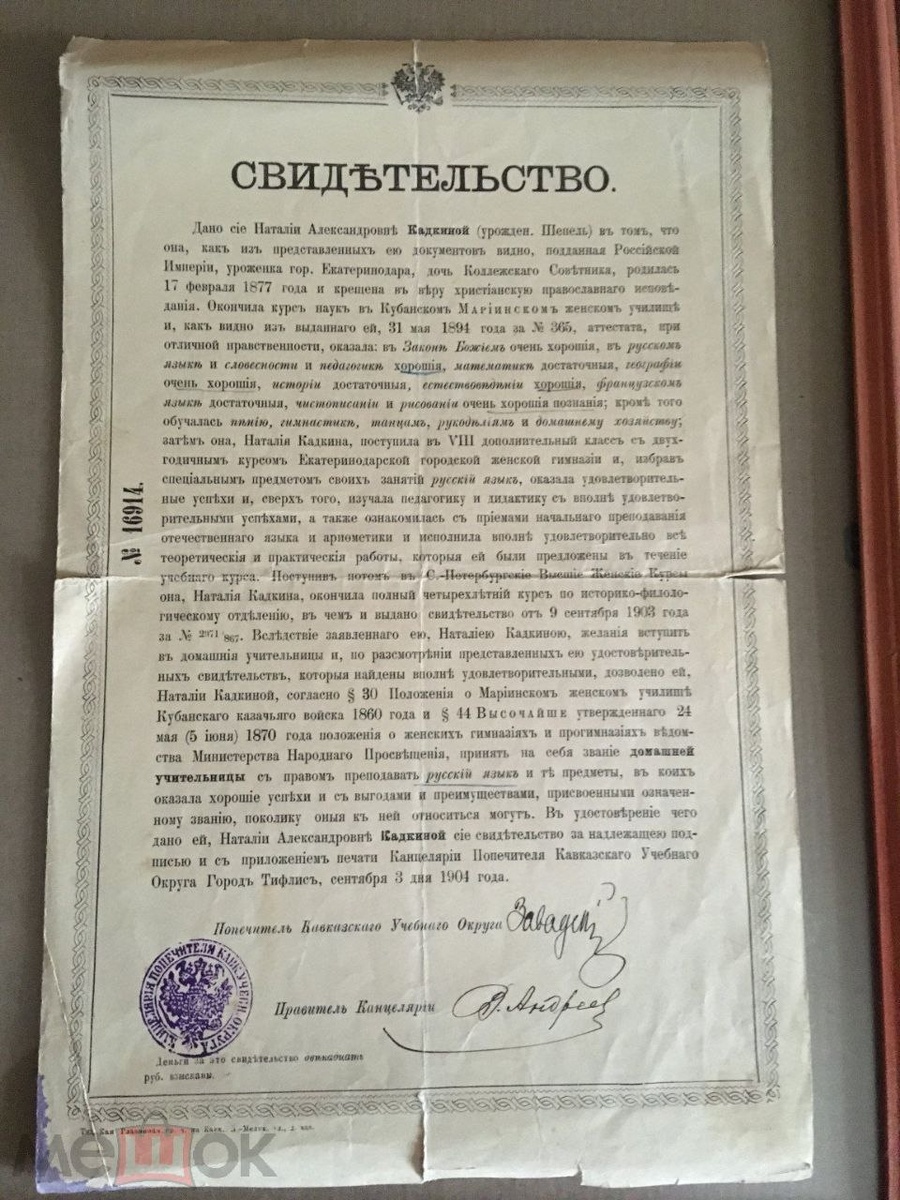 СВИДѢТЕЛЬСТВО.
Дано сіе Наталіи Александровнѣ Кадкиной (урожден. Шепель) въ томъ, что
она, какъ изъ представленныхъ ею документовъ видно, подданная Россійской
Имперіи, уроженка гор. Екатеринодара, дочь Коллежскаго Совѣтника, родилась
17 февраля 1877 года и крещена въ вѣру христіанскую православнаго исповѣ-
данія. Окончила курсъ наукъ въ Кубанскомъ Маріинскомъ женскомъ училищѣ
и, какъ видно изъ выданнаго ей, 31 мая 1894 года за № 365, аттестата, при
отличной нравственности, оказала: въ Законѣ Божіемъ очень хорошія, въ русскомъ
языкѣ и словесности и педагогикѣ хорошія, математикѣ достаточныя, географіи
очень хорошія, исторіи достаточныя, естествовѣдѣніи хорошія, французскомъ
языкѣ достаточныя, чистописаніи и рисованіи очень хорошія познанія; кромѣ того
обучалась пѣнію, гимнастикѣ, танцамъ, рукодѣліямъ и домашнему хозяйству;
затѣмъ она, Наталія Кадкина, поступила въ VIII дополнительный классъ съ двух-
годичнымъ курсомъ Екатеринодарской городской женской гимназіи и, избравъ
спеціальнымъ предметомъ своихъ занятій русскій языкъ, оказала удовлетворитель-
ные успѣхи и, сверхъ того, изучала педагогику и дидактику съ вполнѣ удовлетво-
рительными успѣхами, а также ознакомилась съ пріемами начальнаго преподаванія
отечественнаго языка и ариѳметики и исполнила вполнѣ удовлетворительно всѣ
теоретическія и практическія работы, которыя ей были предложены въ теченіе
учебнаго курса. Поступивъ потомъ въ С.-Петербургскіе Высшіе Женскіе Курсы
она, Наталія Кадкина, окончила полный четырехлѣтній курсъ по историко-филоло-
гическому отдѣленію, въ чемъ и выдано свидѣтельство отъ 9 сентября 1903 года
за № 2971/867. Вслѣдствіе заявленнаго ею, Наталіею Кадкиною, желанія вступить
въ домашнія учительницы и, по разсмотрѣніи представленныхъ ею удостовѣритель-
ныхъ свидѣтельствъ, которыя найдены вполнѣ удовлетворительными, дозволено ей,
Наталіи Кадкиной, согласно § 30 Положенія о Маріинскомъ женскомъ училищѣ
Кубанскаго казачьяго войска 1860 года и § 44 Высочайше утвержденнаго 24
мая (5 іюня) 1870 года положенія о женскихъ гимназіяхъ и прогимназіяхъ вѣдом-
ства Министерства Народнаго Просвѣщенія, принять на себя званіе домашней
учительницы съ правомъ преподавать русскій языкъ и тѣ предметы, въ коихъ
оказала хорошіе успѣхи и съ выгодами и преимуществами, присвоенными означен-
ному званію, поколику оныя къ ней относиться могутъ. Въ удостовѣреніе чего
дано ей, Наталіи Александровнѣ Кадкиной сіе свидѣтельство за надлежащею под-
писью и съ приложеніемъ печати Канцеляріи Попечителя Кавказскаго Учебнаго
Округа Городъ Тифлисъ, сентября 3 дня 1904 года.
№ 16914.
Попечитель Кавказскаго Учебнаго Округа Завадскій
Правитель Канцеляріи В. Андреев
КАНЦЕЛЯРІЯ ПОПЕЧИТЕЛЯ КАВК. УЧЕБН. ОКРУГА
Деньги за это свидѣтельство двѣнадцать
руб. взысканы.
мешок